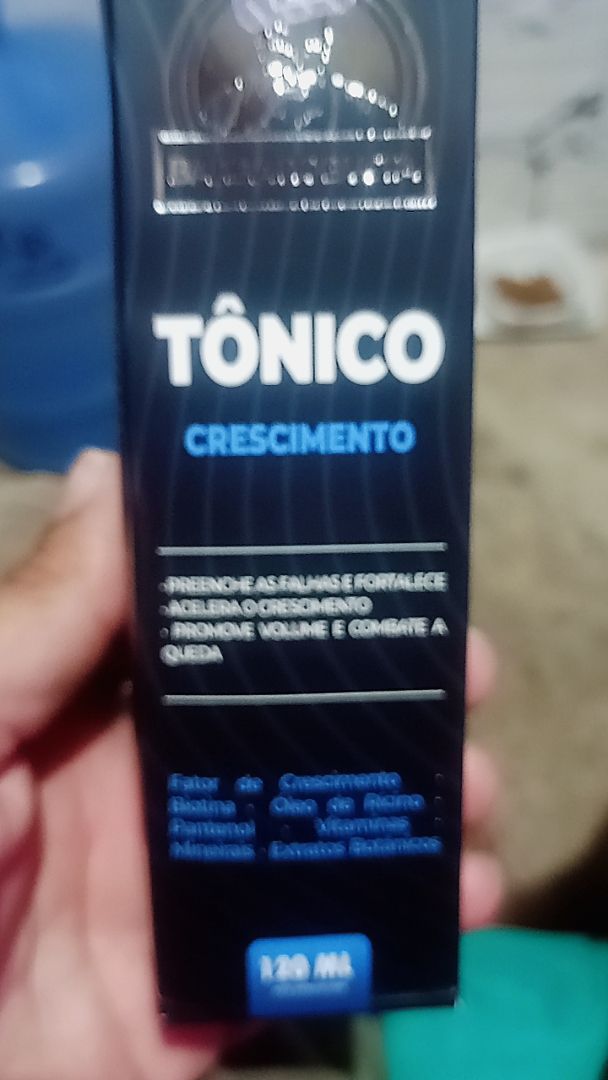 TÔNICO
CRESCIMENTO
•PREENCHE AS FALHAS E FORTALECE
•ACELERA O CRESCIMENTO
• PROMOVE VOLUME E COMBATE A
QUEDA
Fator de Crescimento •
Biotina • Óleo de Rícino •
Pantenol • Vitaminas •
Minerais • Extratos Botânicos
120 ML